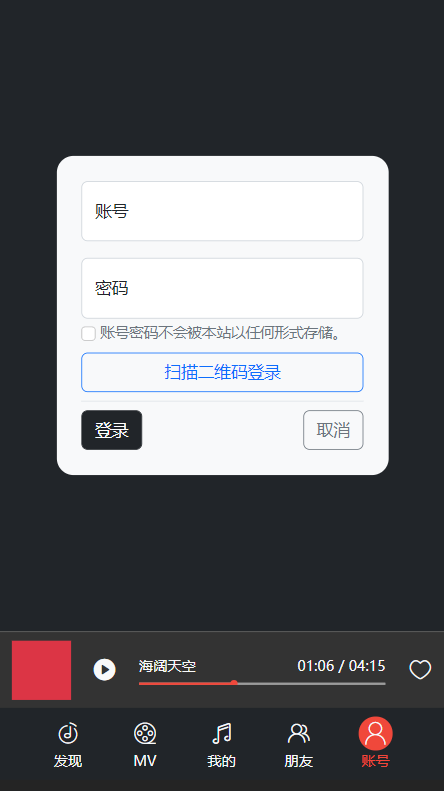 账号
密码
账号密码不会被本站以任何形式存储。
扫描二维码登录
登录 取消
海阔天空 01:06 / 04:15
发现 MV 我的 朋友 账号